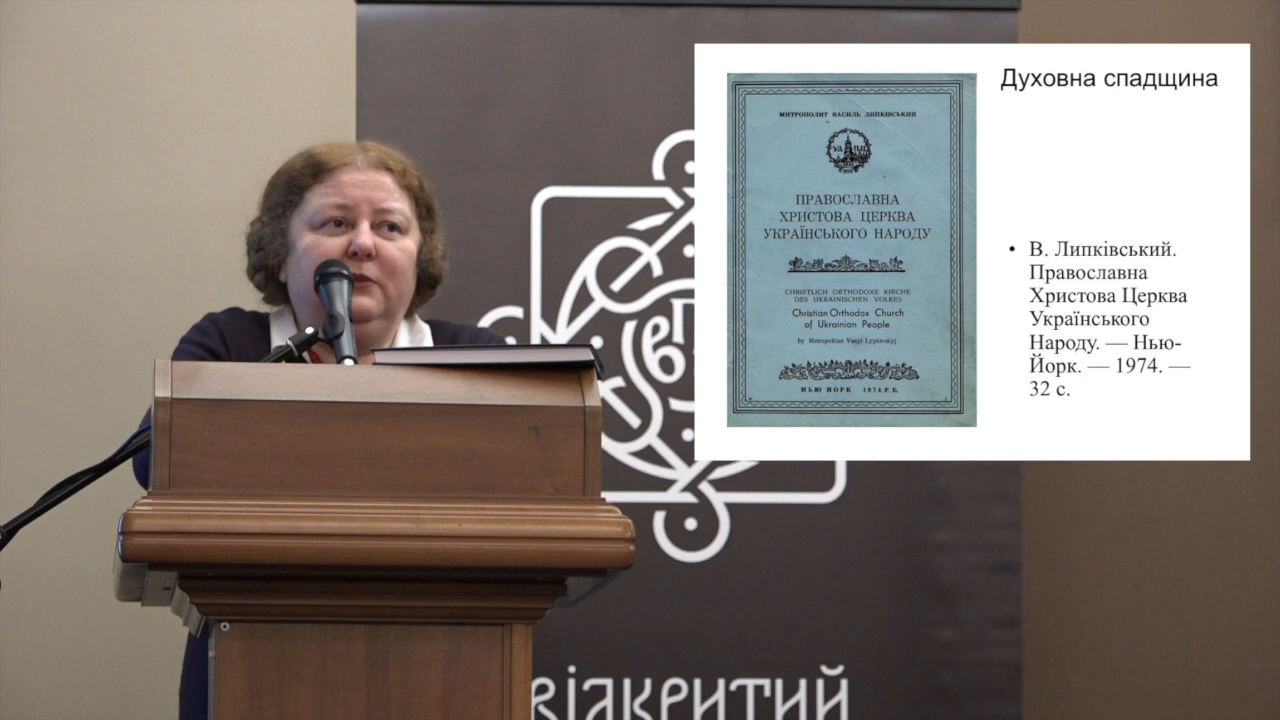 Духовна спадщина
МИТРОПОЛИТ ВАСИЛЬ ЛИПКІВСЬКИЙ
ПРАВОСЛАВНА
ХРИСТОВА ЦЕРКВА
УКРАЇНСЬКОГО НАРОДУ
CHRISTLICH ORTHODOXE KIRCHE
DES UKRAINISCHEN VOLKES
Christian Orthodox Church
of Ukrainian People
by Metropolitan Vasyl Lypkivskyj
НЬЮ ЙОРК 1974 Р.Б.
• В. Липківський.
Православна
Христова Церква
Українського
Народу. — Нью-
Йорк. — 1974. —
32 с.
відкритий